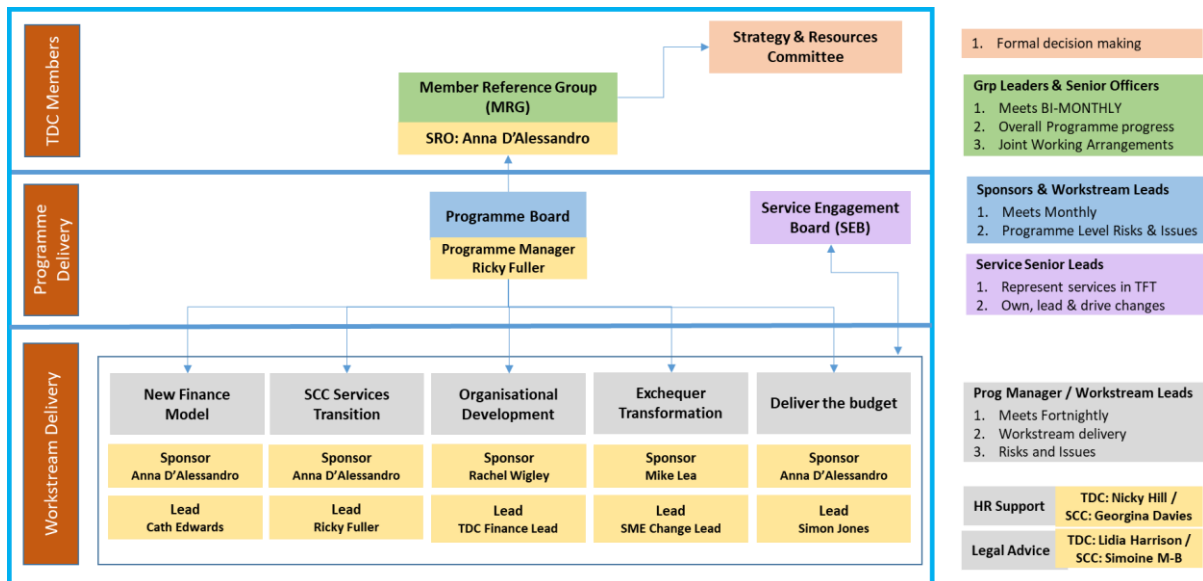 TDC Members
Strategy & Resources
Committee
Member Reference Group
(MRG)
SRO: Anna D'Alessandro
Programme
Delivery
Programme Board
Programme Manager
Ricky Fuller
Service Engagement
Board (SEB)
Workstream Delivery
New Finance
Model
Sponsor
Anna D'Alessandro
Lead
Cath Edwards
SCC Services
Transition
Sponsor
Anna D'Alessandro
Lead
Ricky Fuller
Organisational
Development
Sponsor
Rachel Wigley
Lead
TDC Finance Lead
Exchequer
Transformation
Sponsor
Mike Lea
Lead
SME Change Lead
Deliver the budget
Sponsor
Anna D'Alessandro
Lead
Simon Jones
1. Formal decision making
Grp Leaders & Senior Officers
1. Meets BI-MONTHLY
2. Overall Programme progress
3. Joint Working Arrangements
Sponsors & Workstream Leads
1. Meets Monthly
2. Programme Level Risks & Issues
Service Senior Leads
1. Represent services in TFT
2. Own, lead & drive changes
Prog Manager / Workstream Leads
1. Meets Fortnightly
2. Workstream delivery
3. Risks and Issues
HR Support
TDC: Nicky Hill /
SCC: Georgina Davies
Legal Advice
TDC: Lidia Harrison /
SCC: Simoine M-B